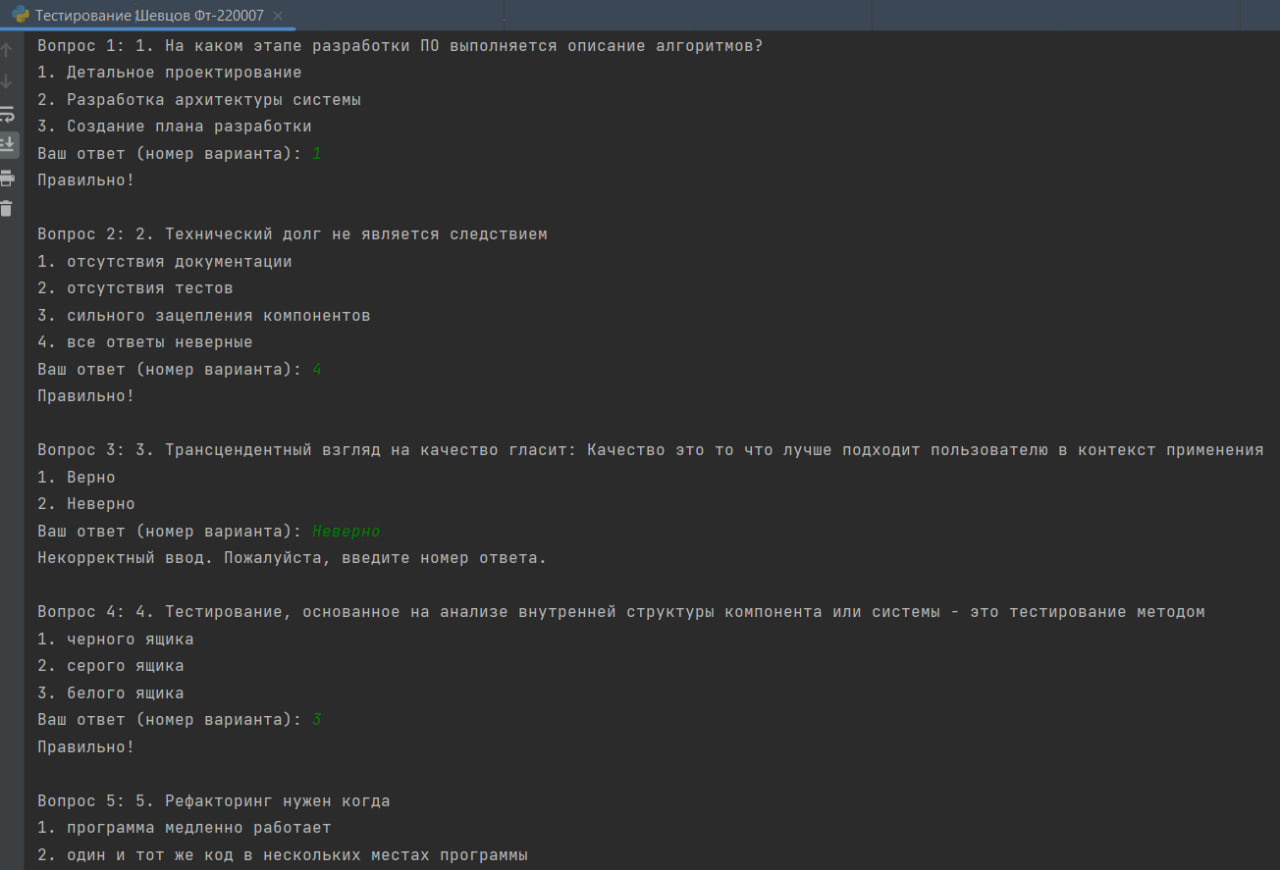 Тестирование Шевцов Фт-220007
Вопрос 1: 1. На каком этапе разработки ПО выполняется описание алгоритмов?
1. Детальное проектирование
2. Разработка архитектуры системы
3. Создание плана разработки
Ваш ответ (номер варианта): 1
Правильно!
Вопрос 2: 2. Технический долг не является следствием
1. отсутствия документации
2. отсутствия тестов
3. сильного зацепления компонентов
4. все ответы неверные
Ваш ответ (номер варианта): 4
Правильно!
Вопрос 3: 3. Трансцендентный взгляд на качество гласит: Качество это то что лучше подходит пользователю в контекст применения
1. Верно
2. Неверно
Ваш ответ (номер варианта): Неверно
Некорректный ввод. Пожалуйста, введите номер ответа.
Вопрос 4: 4. Тестирование, основанное на анализе внутренней структуры компонента или системы - это тестирование методом
1. черного ящика
2. серого ящика
3. белого ящика
Ваш ответ (номер варианта): 3
Правильно!
Вопрос 5: 5. Рефакторинг нужен когда
1. программа медленно работает
2. один и тот же код в нескольких местах программы